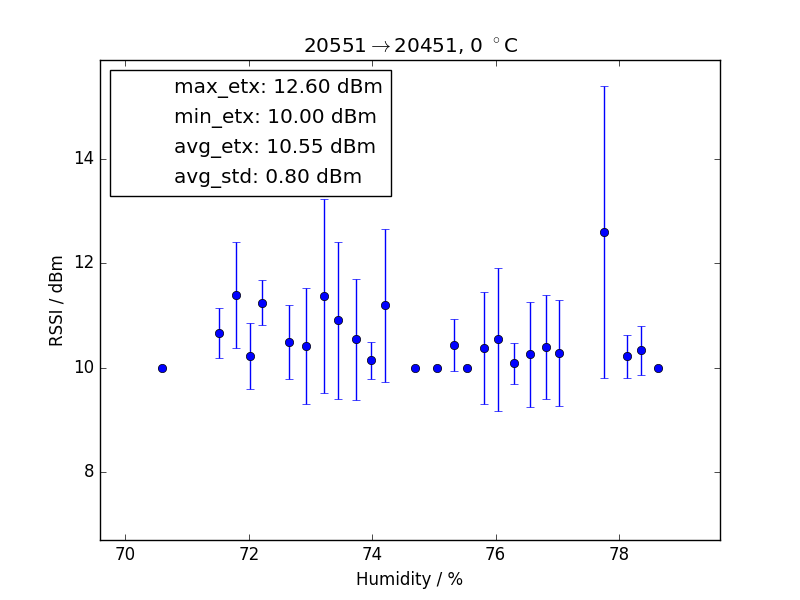 20551→20451, 0 °C
max_etx: 12.60 dBm
min_etx: 10.00 dBm
avg_etx: 10.55 dBm
avg_std: 0.80 dBm
14
12
10
8
RSSI / dBm
70 72 74 76 78
Humidity / %